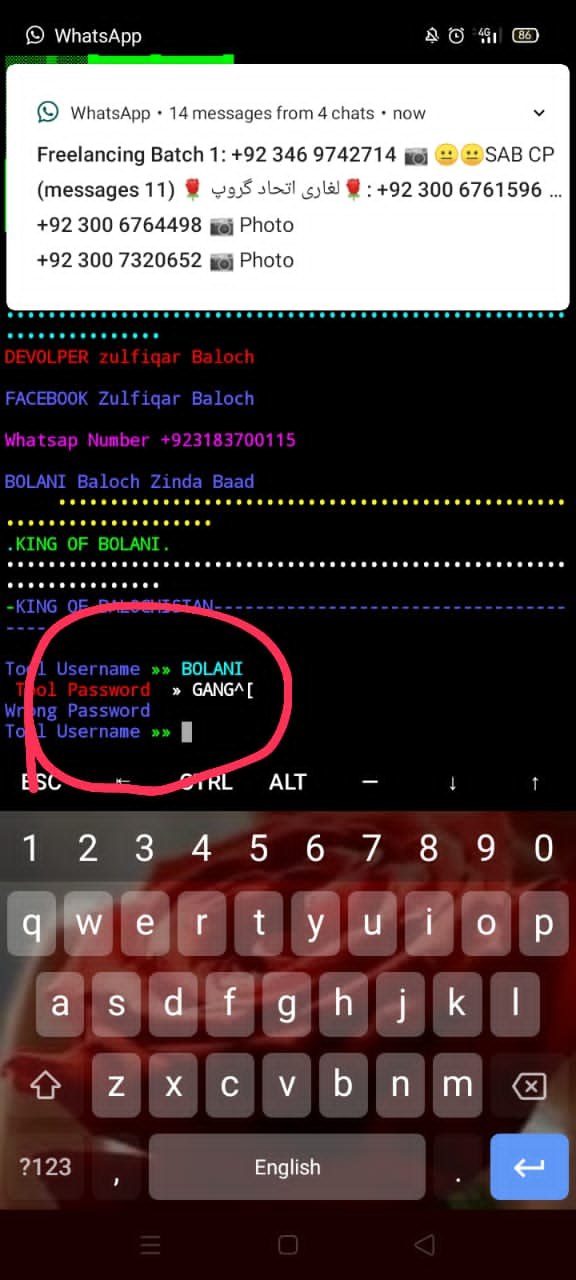 WhatsApp 4G 86
WhatsApp • 14 messages from 4 chats • now
Freelancing Batch 1: +92 346 9742714 📷 😐😐SAB CP
(messages 11) 🌹 لغاری اتحاد گروپ🌹: +92 300 6761596 ...
+92 300 6764498 📷 Photo
+92 300 7320652 📷 Photo
DEVOLPER zulfiqar Baloch
FACEBOOK Zulfiqar Baloch
Whatsap Number +923183700115
BOLANI Baloch Zinda Baad
.KING OF BOLANI.
-KING OF BALOCHISTAN-----------------------------------
----
Tool Username »» BOLANI
Tool Password » GANG^[
Wrong Password
Tool Username »»
ESC ⇤ CTRL ALT — ↓ ↑
1 2 3 4 5 6 7 8 9 0
q w e r t y u i o p
a s d f g h j k l
z x c v b n m
?123 , English .